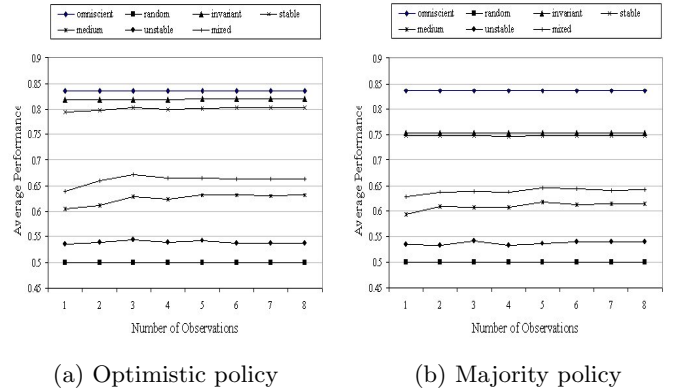 omniscient random invariant stable
medium unstable mixed
0.9
0.85
0.8
0.75
0.7
0.65
0.6
0.55
0.5
0.45
Average Performance
1 2 3 4 5 6 7 8
Number of Observations
(a) Optimistic policy
omniscient random invariant stable
medium unstable mixed
0.9
0.85
0.8
0.75
0.7
0.65
0.6
0.55
0.5
0.45
Average Performance
1 2 3 4 5 6 7 8
Number of Observations
(b) Majority policy